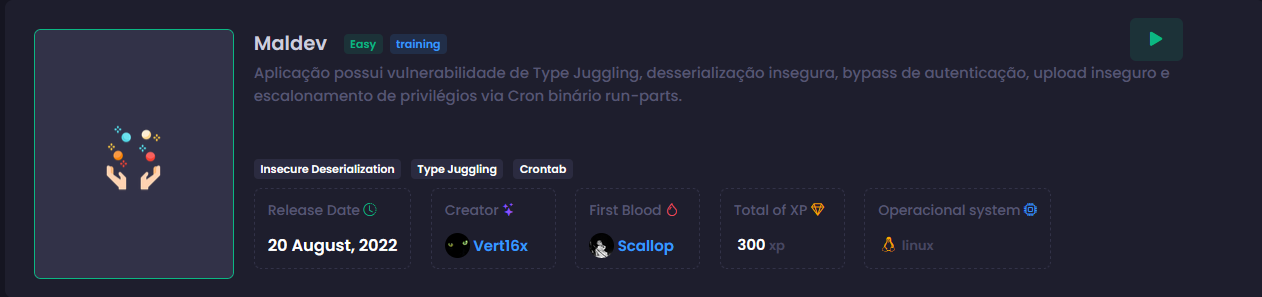 Maldev Easy training
Aplicação possui vulnerabilidade de Type Juggling, desserialização insegura, bypass de autenticação, upload inseguro e
escalonamento de privilégios via Cron binário run-parts.
Insecure Deserialization Type Juggling Crontab
Release Date Creator First Blood Total of XP Operacional system
20 August, 2022 Vert16x Scallop 300 xp linux